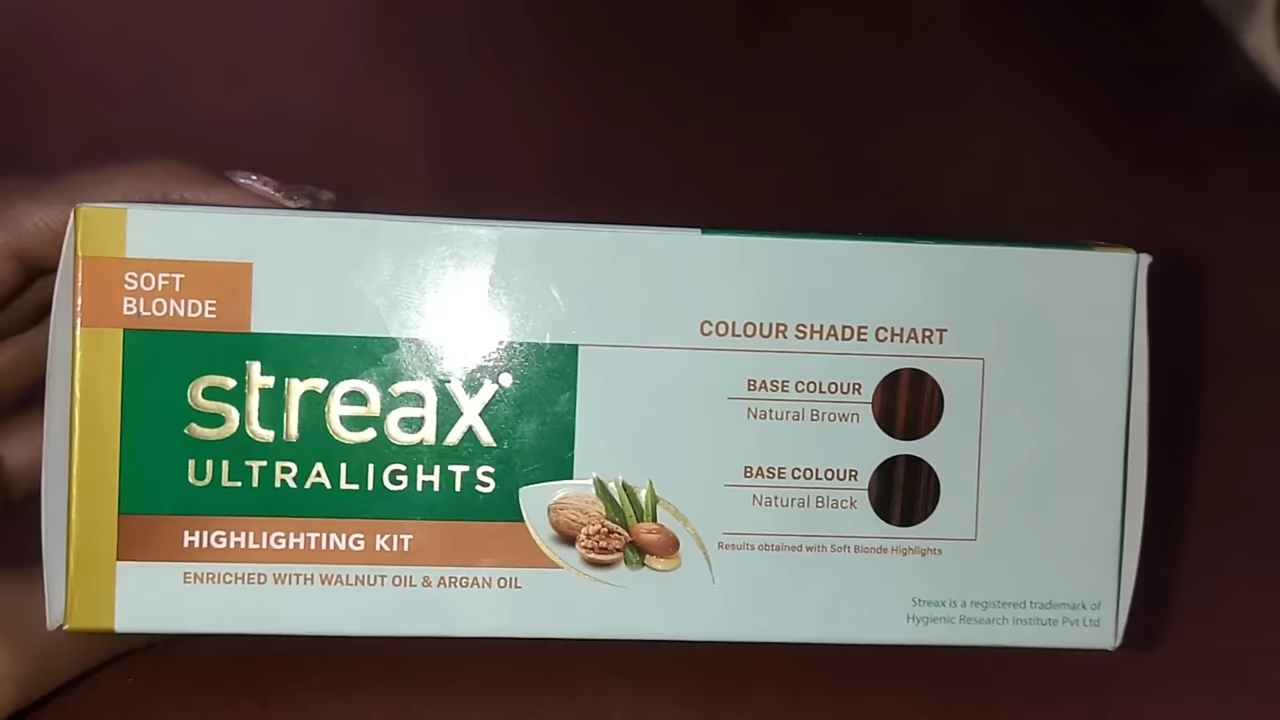 SOFT
BLONDE
streax
ULTRALIGHTS
HIGHLIGHTING KIT
ENRICHED WITH WALNUT OIL & ARGAN OIL
COLOUR SHADE CHART
BASE COLOUR
Natural Brown
BASE COLOUR
Natural Black
Results obtained with Soft Blonde Highlights
Streax is a registered trademark of
Hygienic Research Institute Pvt Ltd